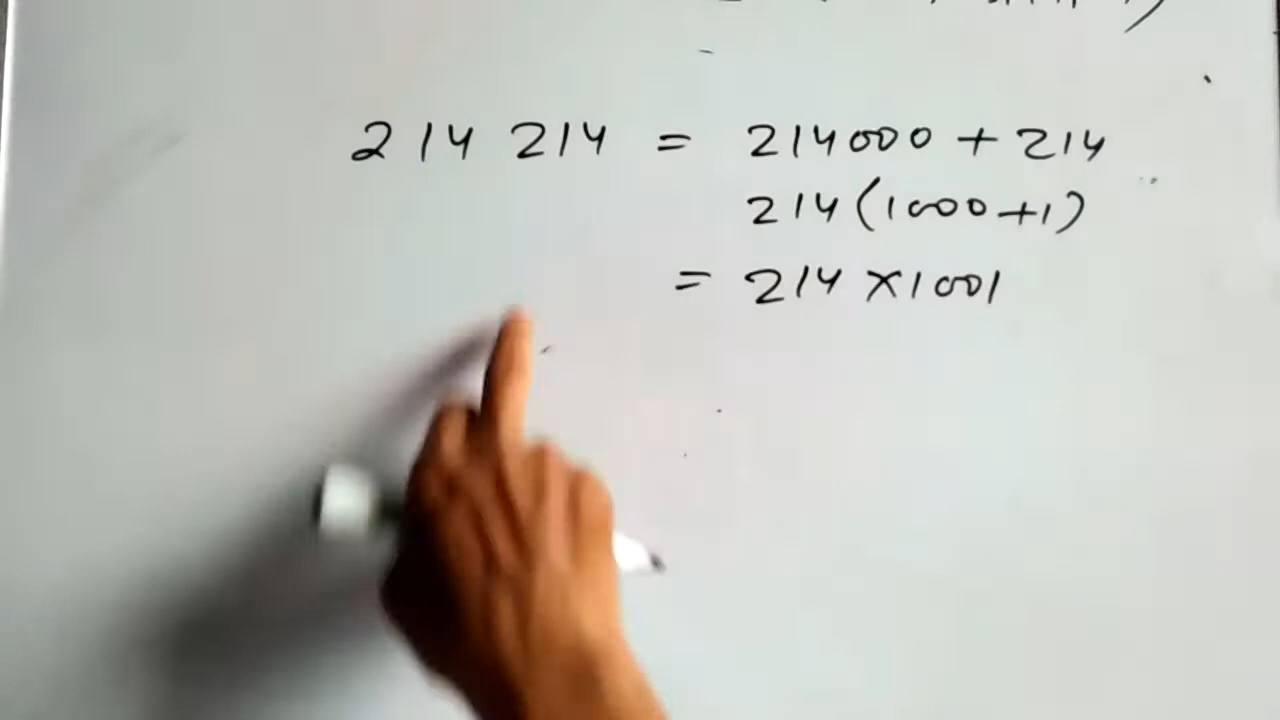 214 214 = 214000 + 214
214(1000+1)
= 214 ×1001